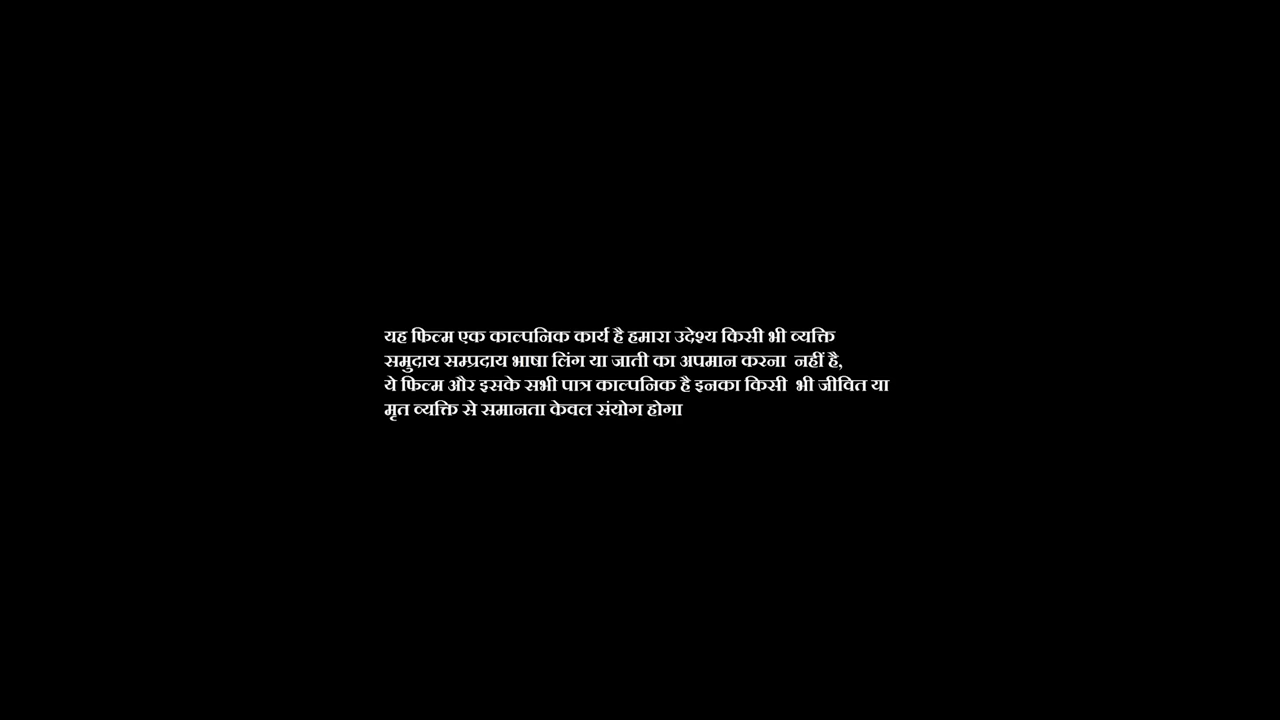 यह फिल्म एक काल्पनिक कार्य है हमारा उदेश्य किसी भी व्यक्ति
समुदाय सम्प्रदाय भाषा लिंग या जाती का अपमान करना नहीं है,
ये फिल्म और इसके सभी पात्र काल्पनिक है इनका किसी भी जीवित या
मृत व्यक्ति से समानता केवल संयोग होगा